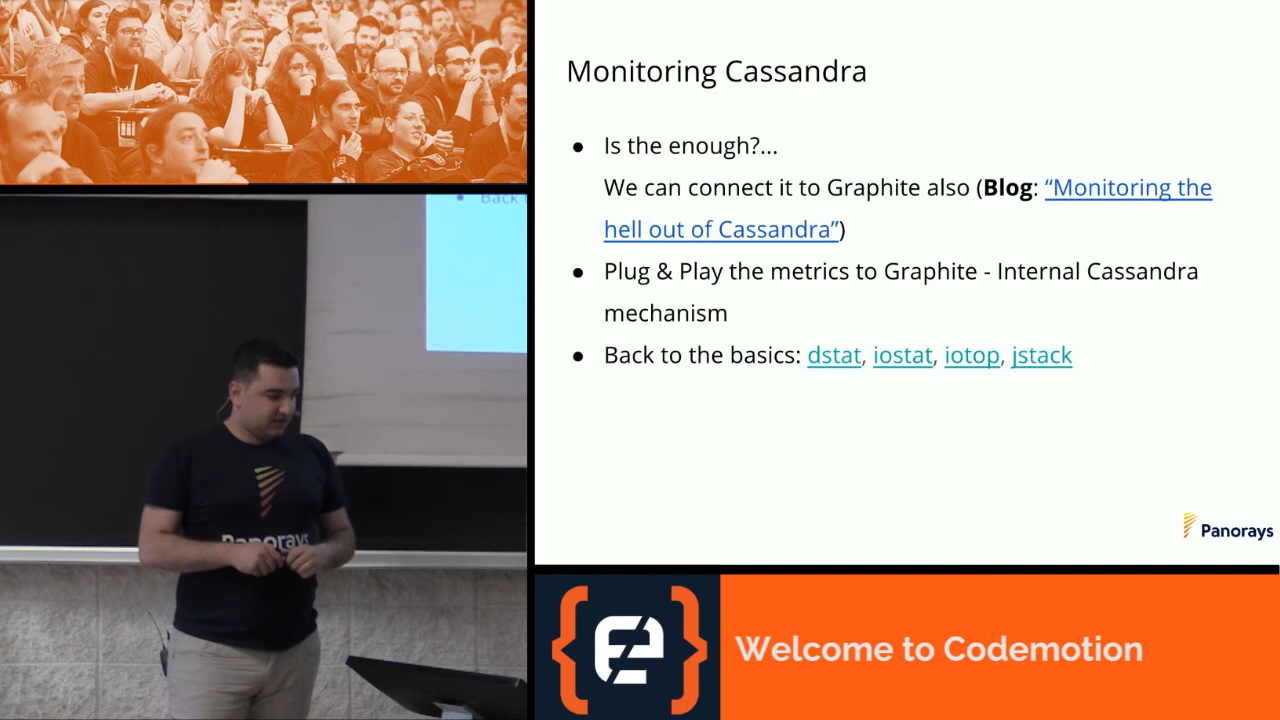 Monitoring Cassandra
● Is the enough?...
We can connect it to Graphite also (Blog: “Monitoring the
hell out of Cassandra”)
● Plug & Play the metrics to Graphite - Internal Cassandra
mechanism
● Back to the basics: dstat, iostat, iotop, jstack
Panorays
Back
Panorays
Welcome to Codemotion